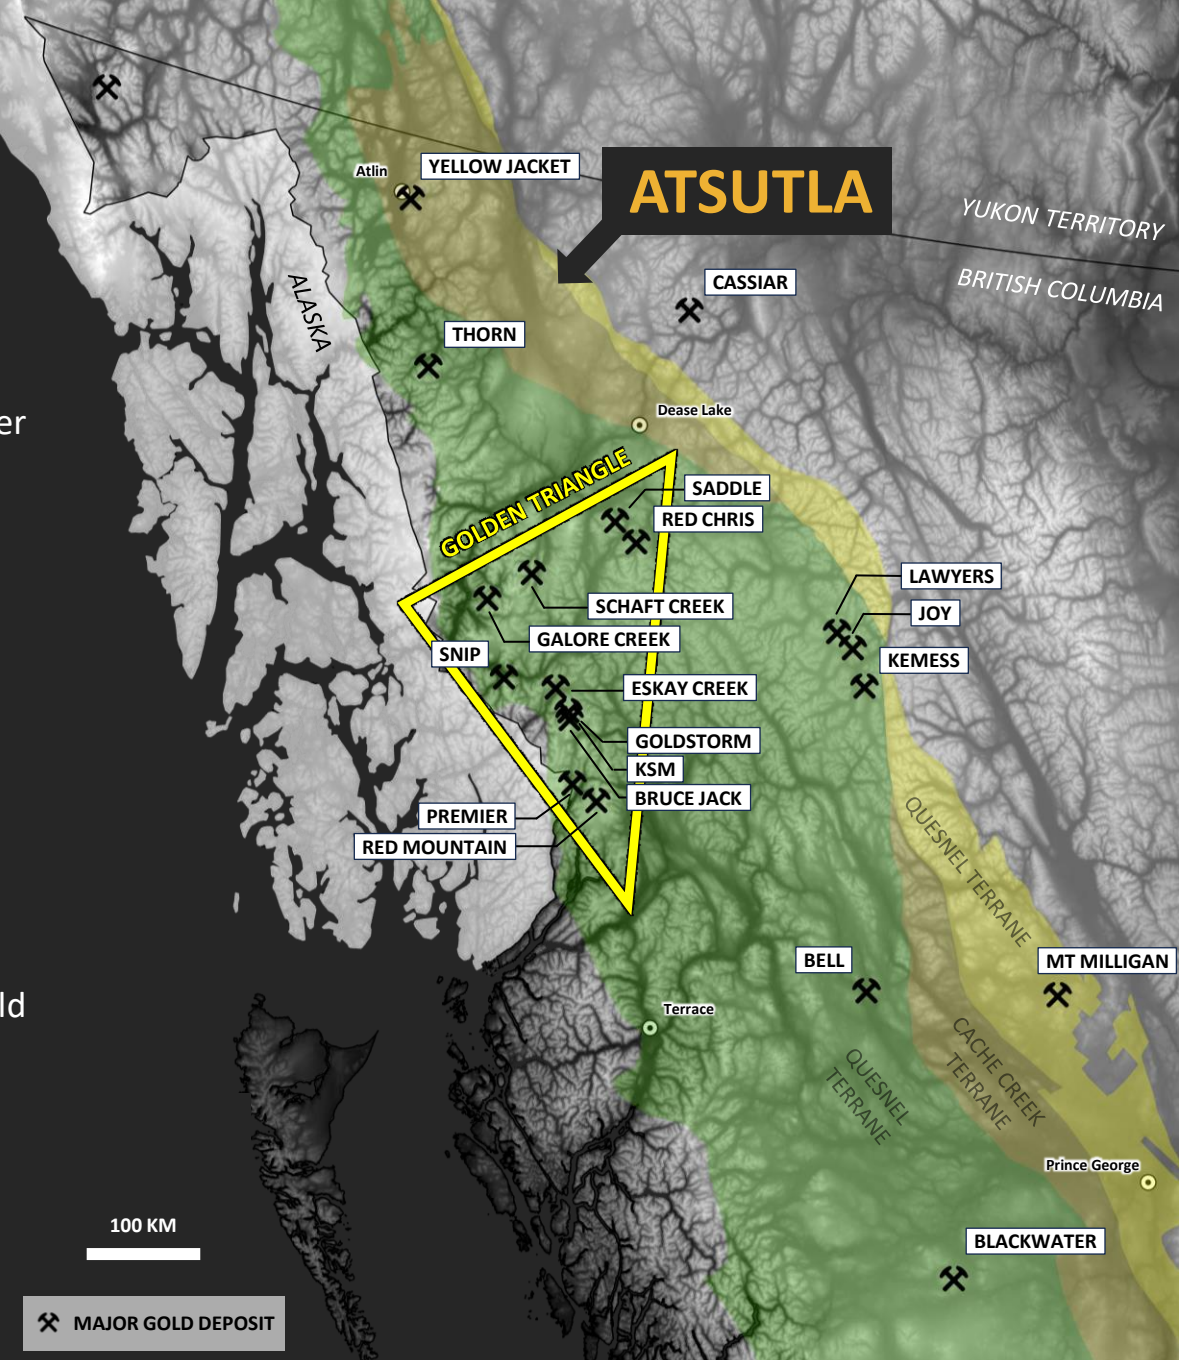 YELLOW JACKET
Atlin
ATSUTLA
YUKON TERRITORY
BRITISH COLUMBIA
CASSIAR
ALASKA
THORN
er
Dease Lake
GOLDEN TRIANGLE
SADDLE
RED CHRIS
LAWYERS
SCHAFT CREEK
JOY
GALORE CREEK
SNIP
KEMESS
ESKAY CREEK
GOLDSTORM
KSM
BRUCE JACK
PREMIER
RED MOUNTAIN
QUESNEL TERRANE
BELL
MT MILLIGAN
ld
Terrace
CACHE CREEK
TERRANE
QUESNEL
TERRANE
Prince George
100 KM
BLACKWATER
MAJOR GOLD DEPOSIT